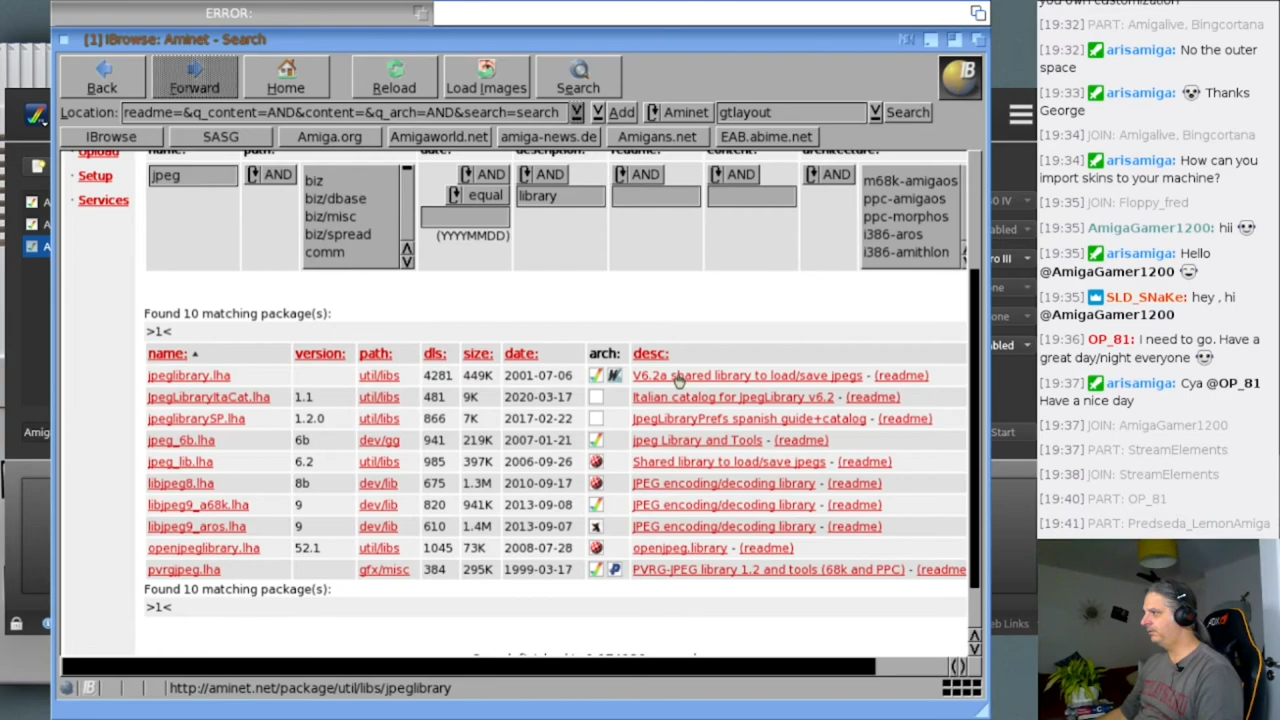 ERROR:
[1] IBrowse: Aminet - Search
Back Forward Home Reload Load Images Search
Location: readme=&q_content=AND&content=&q_arch=AND&search=search Add Aminet gtlayout Search
IBrowse SASG Amiga.org Amigaworld.net amiga-news.de Amigans.net EAB.abime.net
Setup
Services
jpeg AND AND AND AND AND AND
equal
library
(YYYYMMDD)
biz
biz/dbase
biz/misc
biz/spread
comm
m68k-amigaos
ppc-amigaos
ppc-morphos
i386-aros
i386-amithlon
Found 10 matching package(s):
>1<
name: version: path: dls: size: date: arch: desc:
jpeglibrary.lha util/libs 4281 449K 2001-07-06 V6.2a shared library to load/save jpegs - (readme)
JpegLibraryItaCat.lha 1.1 util/libs 481 9K 2020-03-17 Italian catalog for JpegLibrary v6.2 - (readme)
jpeglibrarySP.lha 1.2.0 util/libs 866 7K 2017-02-22 JpegLibraryPrefs spanish guide+catalog - (readme)
jpeg_6b.lha 6b dev/gg 941 219K 2007-01-21 jpeg Library and Tools - (readme)
jpeg_lib.lha 6.2 util/libs 985 397K 2006-09-26 Shared library to load/save jpegs - (readme)
libjpeg8.lha 8b dev/lib 675 1.3M 2010-09-17 JPEG encoding/decoding library - (readme)
libjpeg9_a68k.lha 9 dev/lib 820 941K 2013-09-08 JPEG encoding/decoding library - (readme)
libjpeg9_aros.lha 9 dev/lib 610 1.4M 2013-09-07 JPEG encoding/decoding library - (readme)
openjpeglibrary.lha 52.1 util/libs 1045 73K 2008-07-28 openjpeg.library - (readme)
pvrgjpeg.lha gfx/misc 384 295K 1999-03-17 PVRG-JPEG library 1.2 and tools (68k and PPC) - (readme
Found 10 matching package(s):
>1<
http://aminet.net/package/util/libs/jpeglibrary
Amig
Start
eb Links
you own customization?
[19:32] PART: Amigalive, Bingcortana
[19:32] arisamiga: No the outer
space
[19:33] arisamiga: Thanks
George
[19:34] JOIN: Amigalive, Bingcortana
[19:34] arisamiga: How can you
import skins to your machine?
[19:35] JOIN: Floppy_fred
[19:35] AmigaGamer1200: hii
[19:35] arisamiga: Hello
@AmigaGamer1200
[19:35] SLD_SNaKe: hey , hi
@AmigaGamer1200
[19:36] OP_81: I need to go. Have a
great day/night everyone
[19:37] arisamiga: Cya @OP_81
Have a nice day
[19:37] JOIN: AmigaGamer1200
[19:37] PART: StreamElements
[19:38] JOIN: StreamElements
[19:40] PART: OP_81
[19:41] PART: Predseda_LemonAmiga